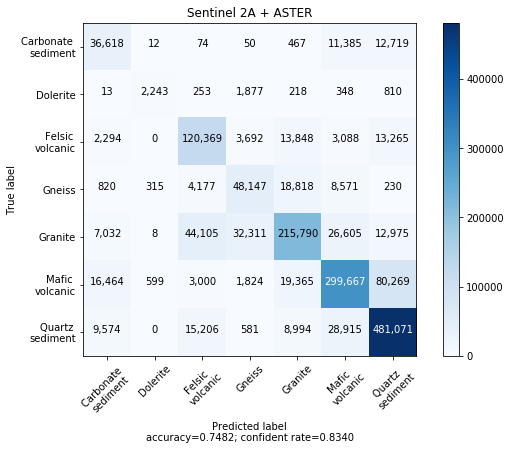 Sentinel 2A + ASTER
Carbonate
sediment
36,618 12 74 50 467 11,385 12,719
Dolerite
13 2,243 253 1,877 218 348 810
Felsic
volcanic
2,294 0 120,369 3,692 13,848 3,088 13,265
Gneiss
820 315 4,177 48,147 18,818 8,571 230
Granite
7,032 8 44,105 32,311 215,790 26,605 12,975
Mafic
volcanic
16,464 599 3,000 1,824 19,365 299,667 80,269
Quartz
sediment
9,574 0 15,206 581 8,994 28,915 481,071
True label
Carbonate
sediment
Dolerite
Felsic
volcanic
Gneiss
Granite
Mafic
volcanic
Quartz
sediment
Predicted label
accuracy=0.7482; confident rate=0.8340
400000
300000
200000
100000
0